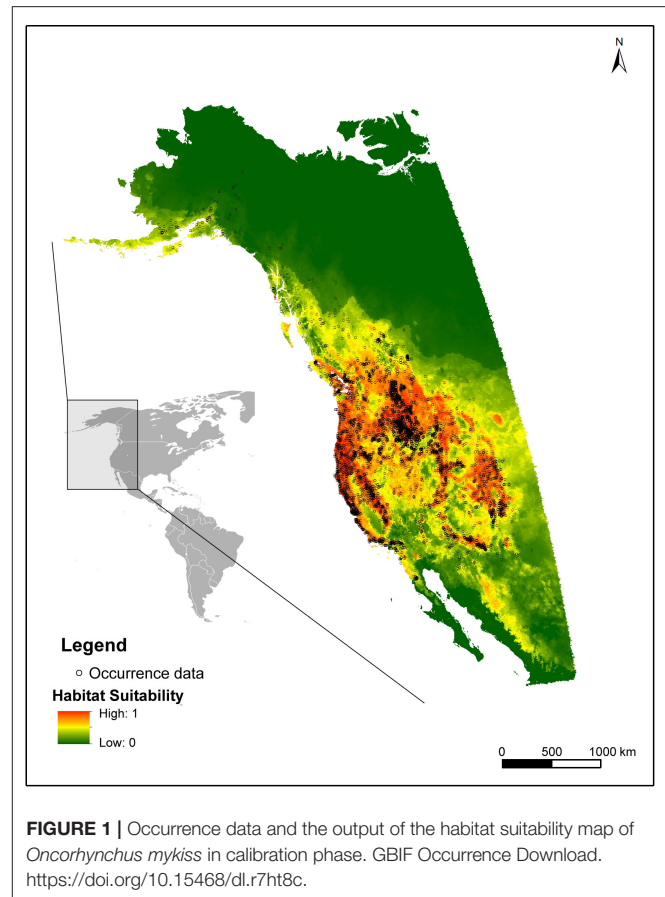 N
Legend
Occurrence data
Habitat Suitability
High: 1
Low: 0
0 500 1000 km
FIGURE 1 | Occurrence data and the output of the habitat suitability map of
Oncorhynchus mykiss in calibration phase. GBIF Occurrence Download.
https://doi.org/10.15468/dl.r7ht8c.